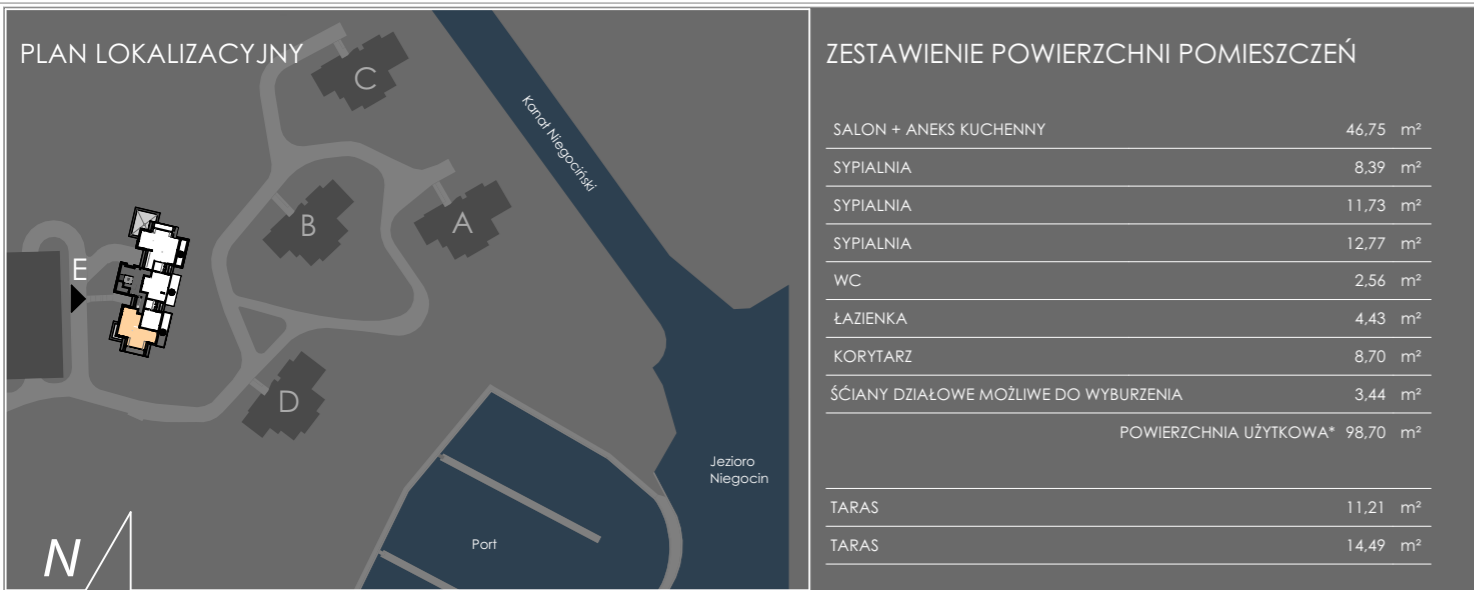 PLAN LOKALIZACYJNY
C
Kanał Niegociński
B
A
E
D
Jezioro
Niegocin
Port
N
ZESTAWIENIE POWIERZCHNI POMIESZCZEŃ
SALON + ANEKS KUCHENNY 46,75 m²
SYPIALNIA 8,39 m²
SYPIALNIA 11,73 m²
SYPIALNIA 12,77 m²
WC 2,56 m²
ŁAZIENKA 4,43 m²
KORYTARZ 8,70 m²
ŚĆIANY DZIAŁOWE MOŻLIWE DO WYBURZENIA 3,44 m²
POWIERZCHNIA UŻYTKOWA* 98,70 m²
TARAS 11,21 m²
TARAS 14,49 m²